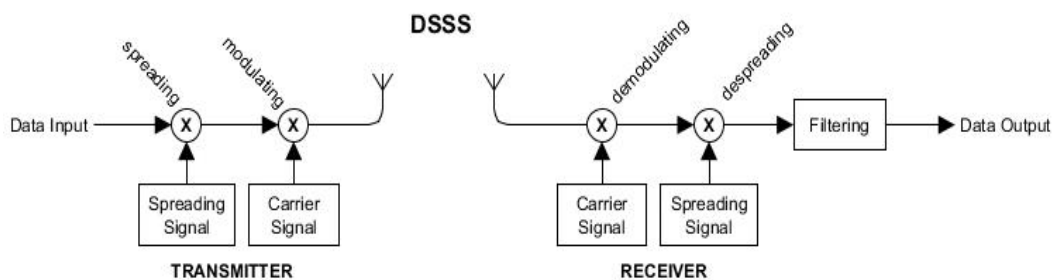 DSSS
spreading
modulating
demodulating
despreading
Data Input
X
X
X
X
Filtering
Data Output
Spreading
Signal
Carrier
Signal
Carrier
Signal
Spreading
Signal
TRANSMITTER
RECEIVER